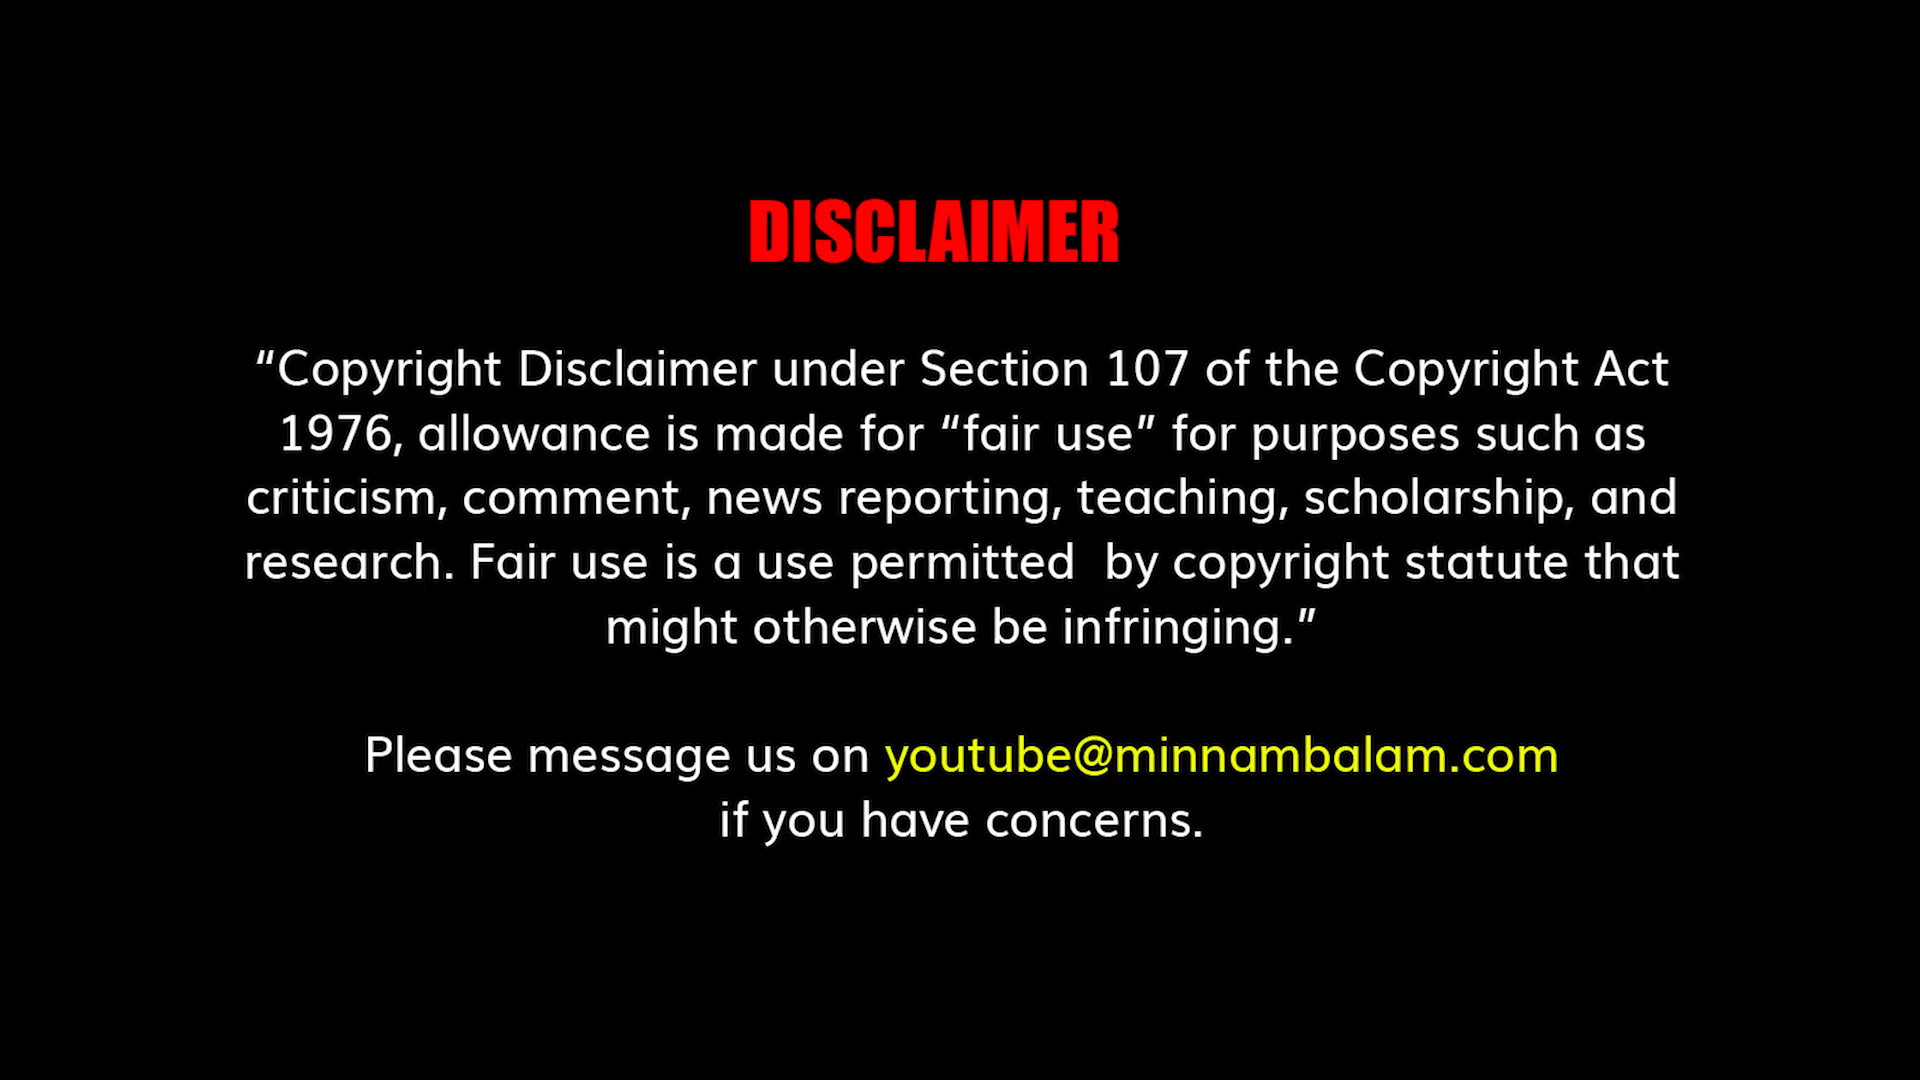 DISCLAIMER
“Copyright Disclaimer under Section 107 of the Copyright Act
1976, allowance is made for “fair use” for purposes such as
criticism, comment, news reporting, teaching, scholarship, and
research. Fair use is a use permitted  by copyright statute that
might otherwise be infringing.”
Please message us on youtube@minnambalam.com
if you have concerns.